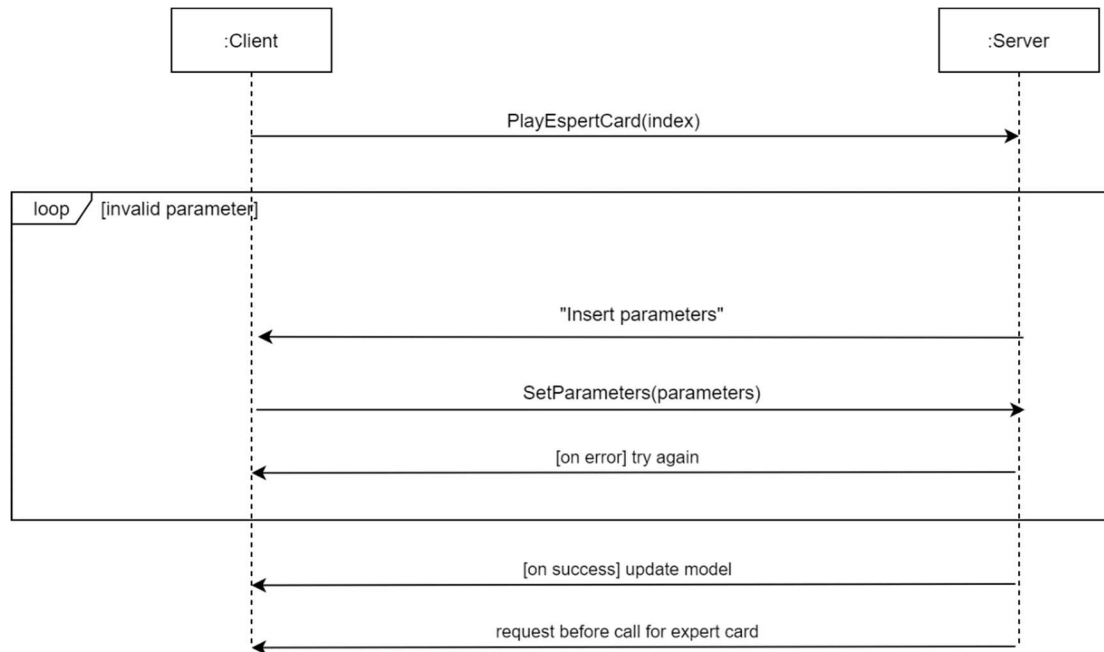 :Client
:Server
PlayEspertCard(index)
loop
[invalid parameter]
"Insert parameters"
SetParameters(parameters)
[on error] try again
[on success] update model
request before call for expert card